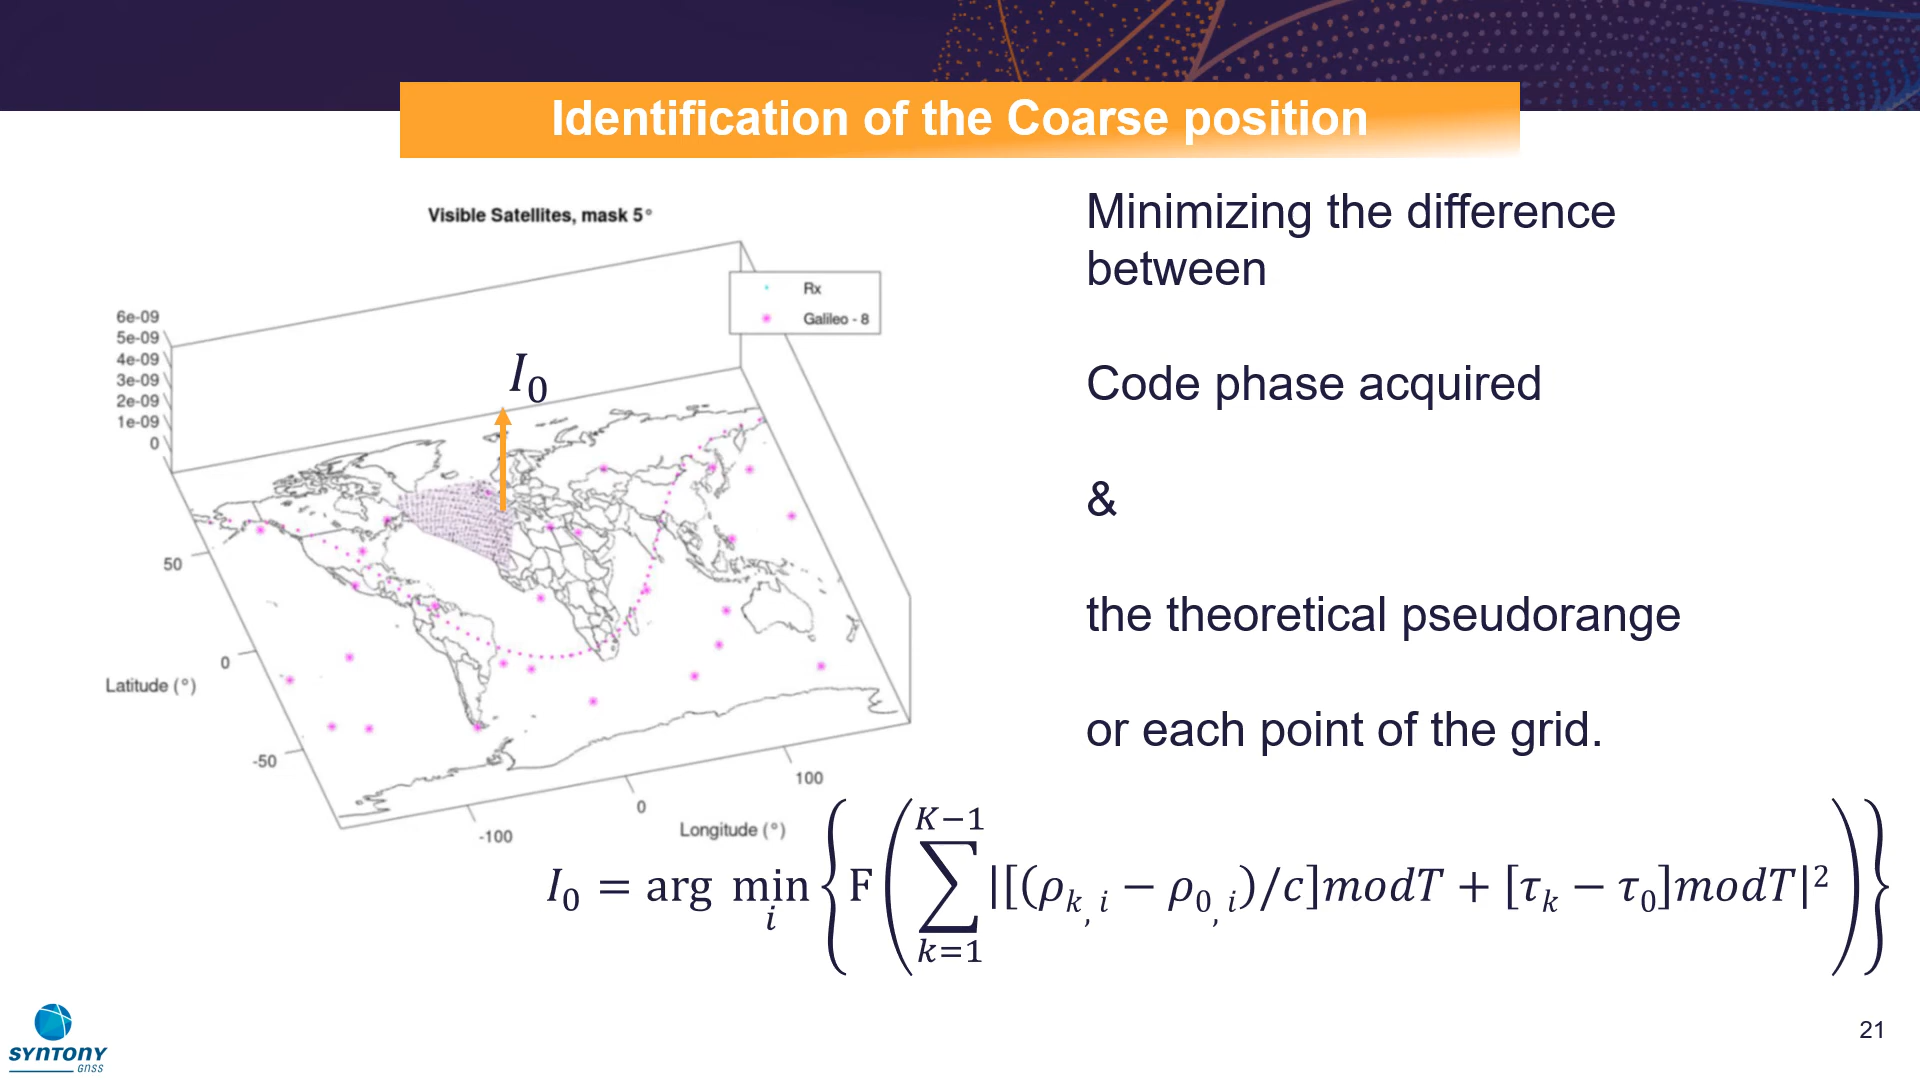 Identification of the Coarse position
Visible Satellites, mask 5°
Rx
Galileo - 8
6e-09
5e-09
4e-09
3e-09
2e-09
1e-09
0
I₀
50
0
-50
Latitude (°)
-100
0
100
Longitude (°)
Minimizing the difference
between
Code phase acquired
&
the theoretical pseudorange
or each point of the grid.
I₀ = arg min_i {F(∑_{k=1}^{K−1} |[(ρ_{k, i} − ρ_{0, i})/c]modT + [τ_k − τ_0]modT|²)}
SYNTONY
GNSS
21